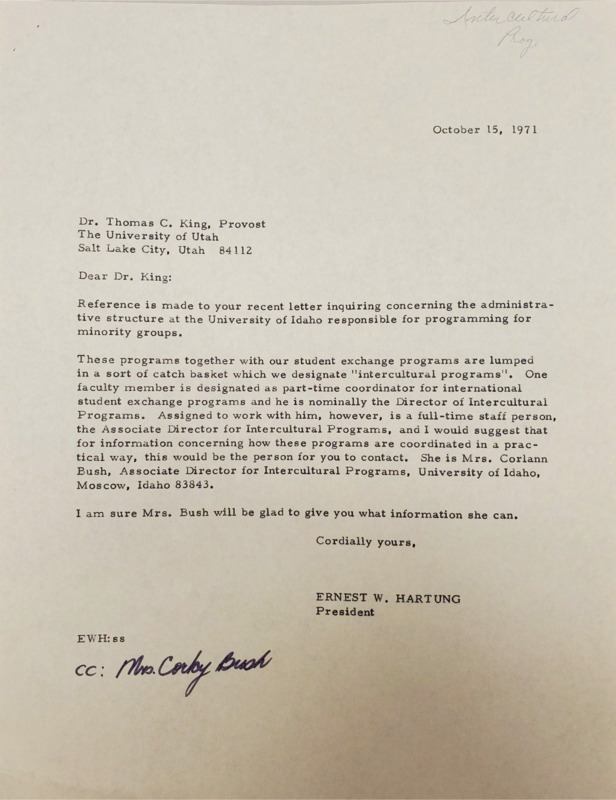 Intercultural
Prog.
October 15, 1971
Dr. Thomas C. King, Provost
The University of Utah
Salt Lake City, Utah 84112
Dear Dr. King:
Reference is made to your recent letter inquiring concerning the administra-
tive structure at the University of Idaho responsible for programming for
minority groups.
These programs together with our student exchange programs are lumped
in a sort of catch basket which we designate "intercultural programs". One
faculty member is designated as part-time coordinator for international
student exchange programs and he is nominally the Director of Intercultural
Programs. Assigned to work with him, however, is a full-time staff person,
the Associate Director for Intercultural Programs, and I would suggest that
for information concerning how these programs are coordinated in a prac-
tical way, this would be the person for you to contact. She is Mrs. Corlann
Bush, Associate Director for Intercultural Programs, University of Idaho,
Moscow, Idaho 83843.
I am sure Mrs. Bush will be glad to give you what information she can.
Cordially yours,
ERNEST W. HARTUNG
President
EWH:ss
cc: Mrs. Corky Bush